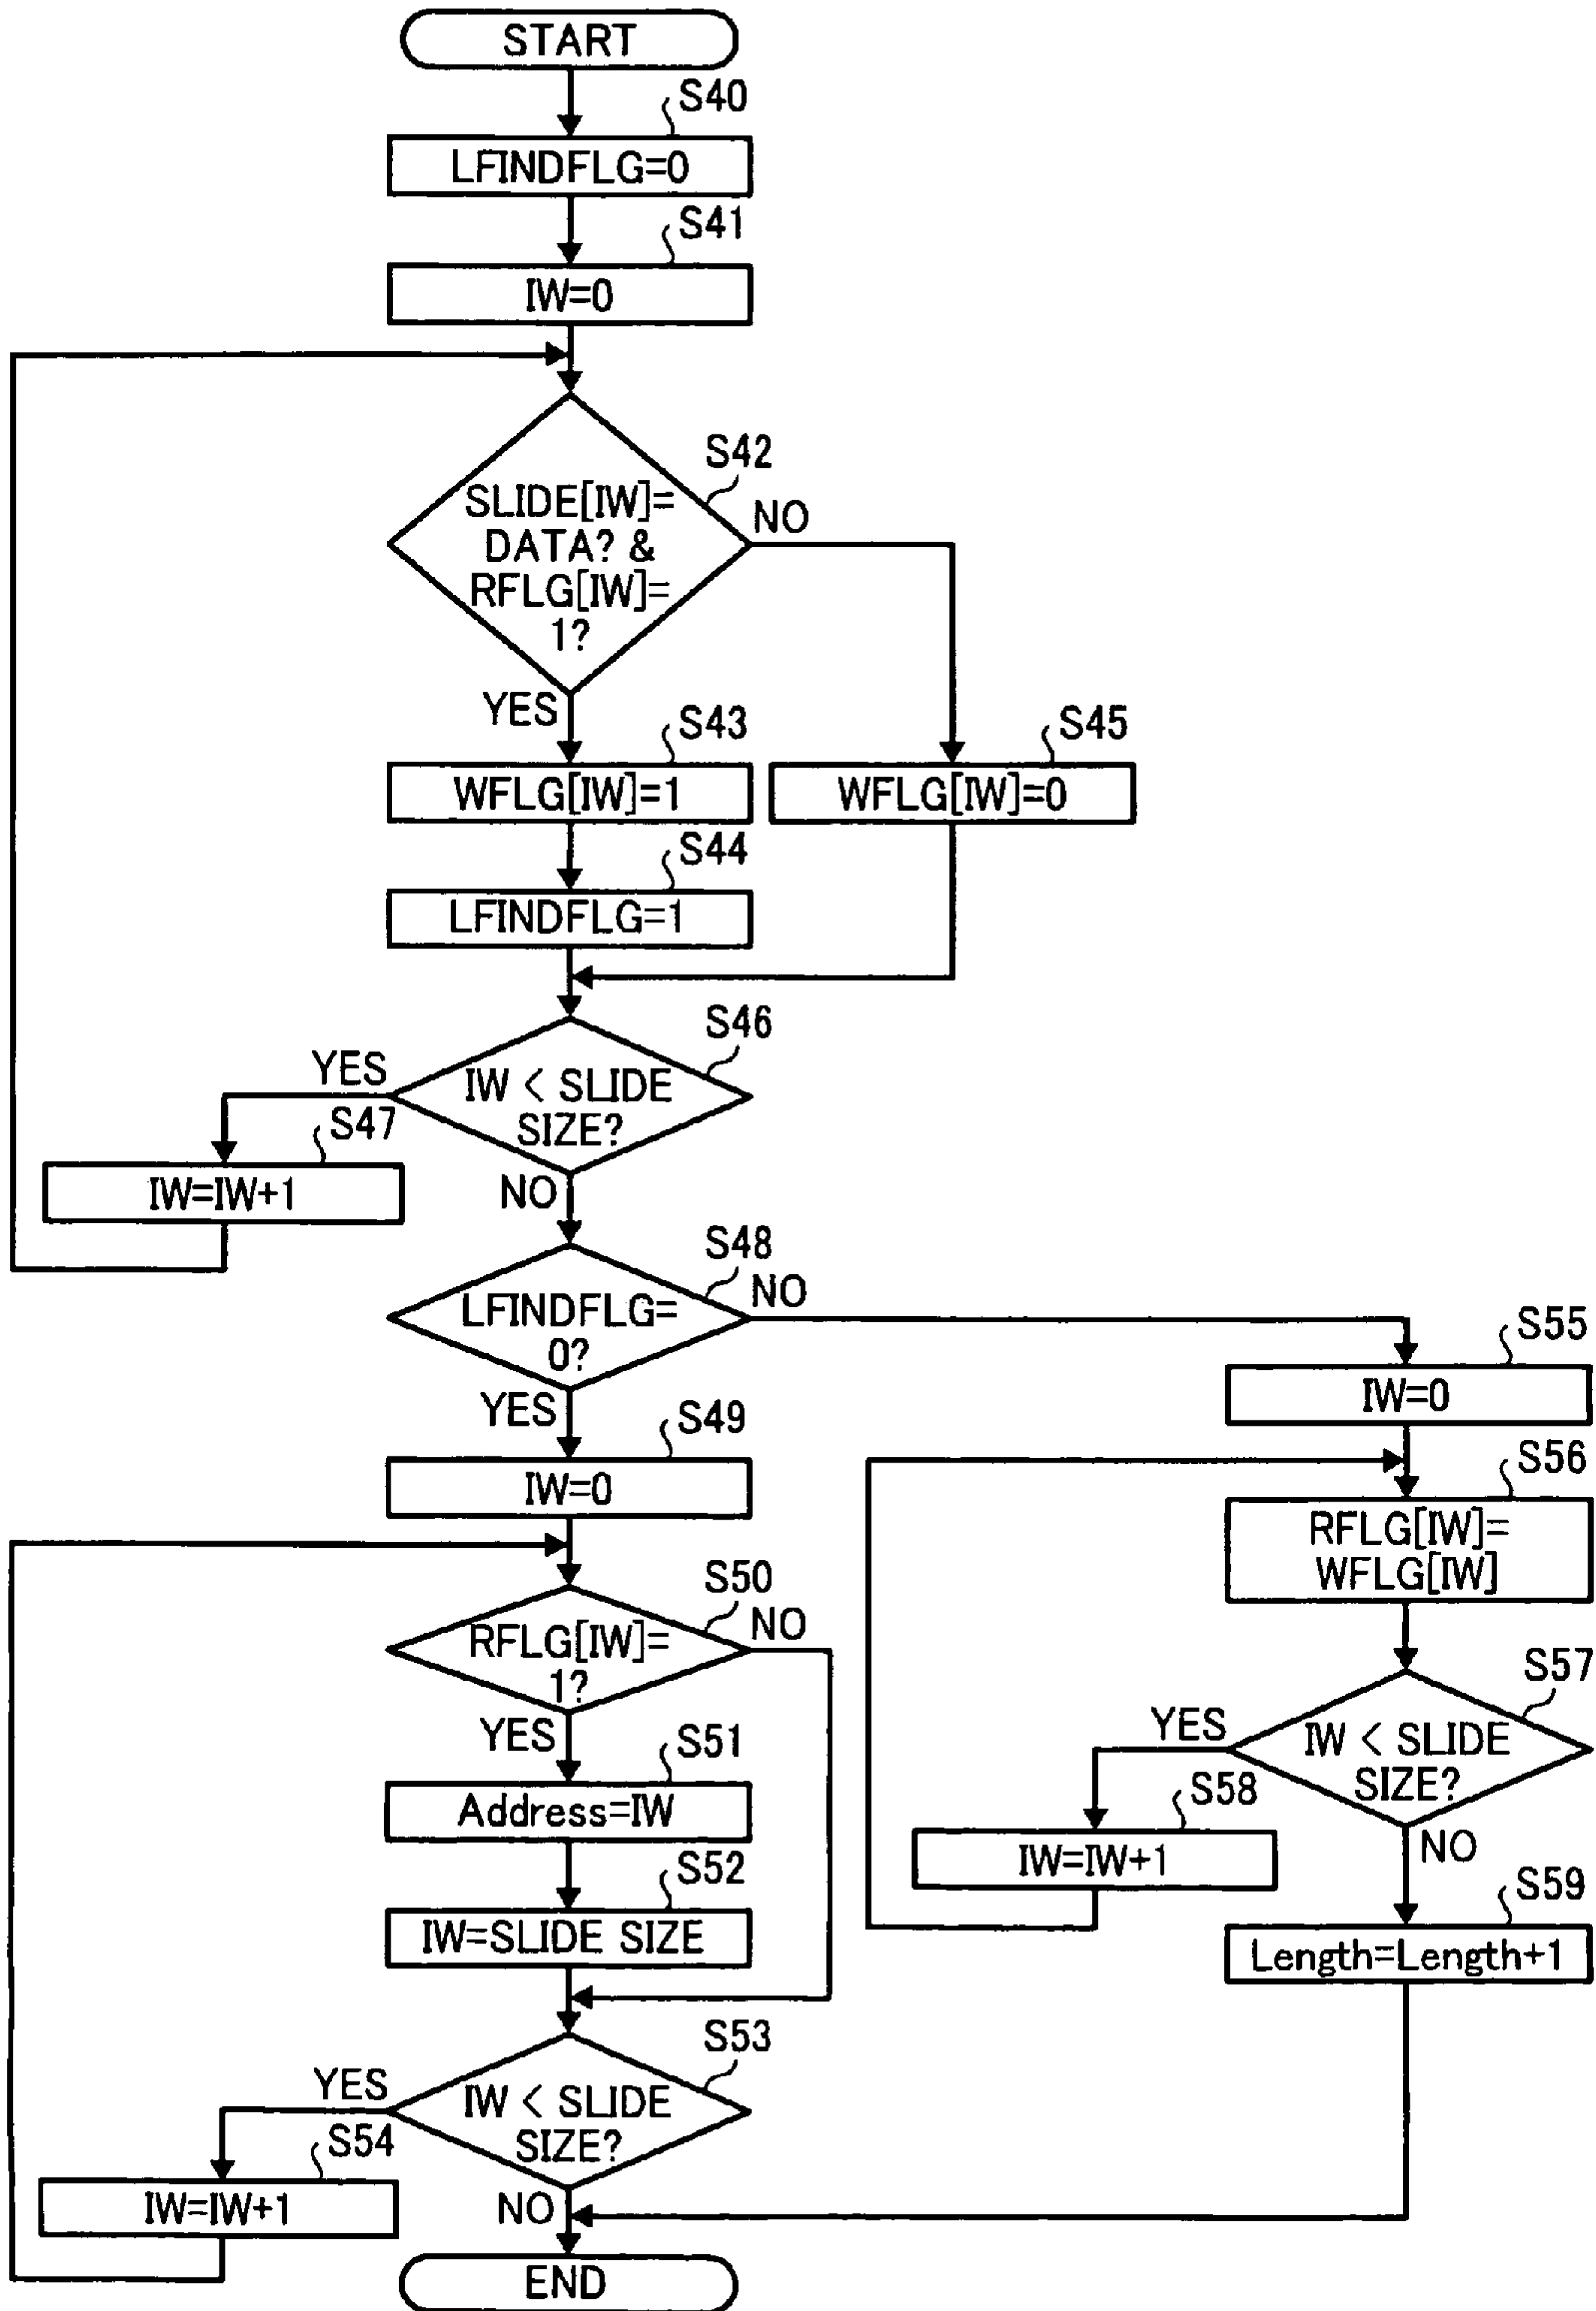 START
S40
LFINDFLG=0
S41
IW=0
S42
SLIDE[IW]=
DATA? &
RFLG[IW]=
1?
NO
YES
S43
WFLG[IW]=1
S45
WFLG[IW]=0
S44
LFINDFLG=1
S46
IW < SLIDE
SIZE?
YES
S47
IW=IW+1
NO
S48
LFINDFLG=
0?
NO
YES
S55
IW=0
S49
IW=0
S56
RFLG[IW]=
WFLG[IW]
S50
RFLG[IW]=
1?
NO
YES
S57
IW < SLIDE
SIZE?
YES
S58
IW=IW+1
NO
S51
Address=IW
S52
IW=SLIDE SIZE
S59
Length=Length+1
S53
IW < SLIDE
SIZE?
YES
S54
IW=IW+1
NO
END